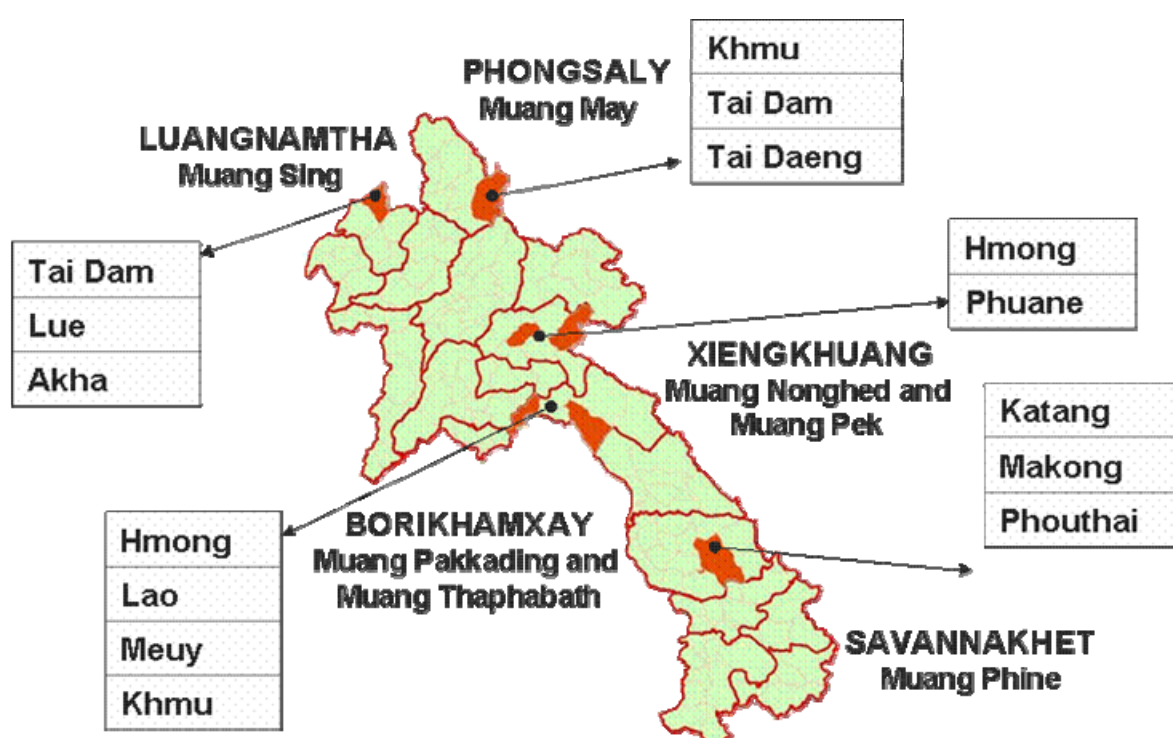 PHONGSALY
Muang May
Khmu
Tai Dam
Tai Daeng
LUANGNAMTHA
Muang Sing
Tai Dam
Lue
Akha
Hmong
Phuane
XIENGKHUANG
Muang Nonghed and
Muang Pek
Katang
Makong
Phouthai
Hmong
Lao
Meuy
Khmu
BORIKHAMXAY
Muang Pakkading and
Muang Thaphabath
SAVANNAKHET
Muang Phine